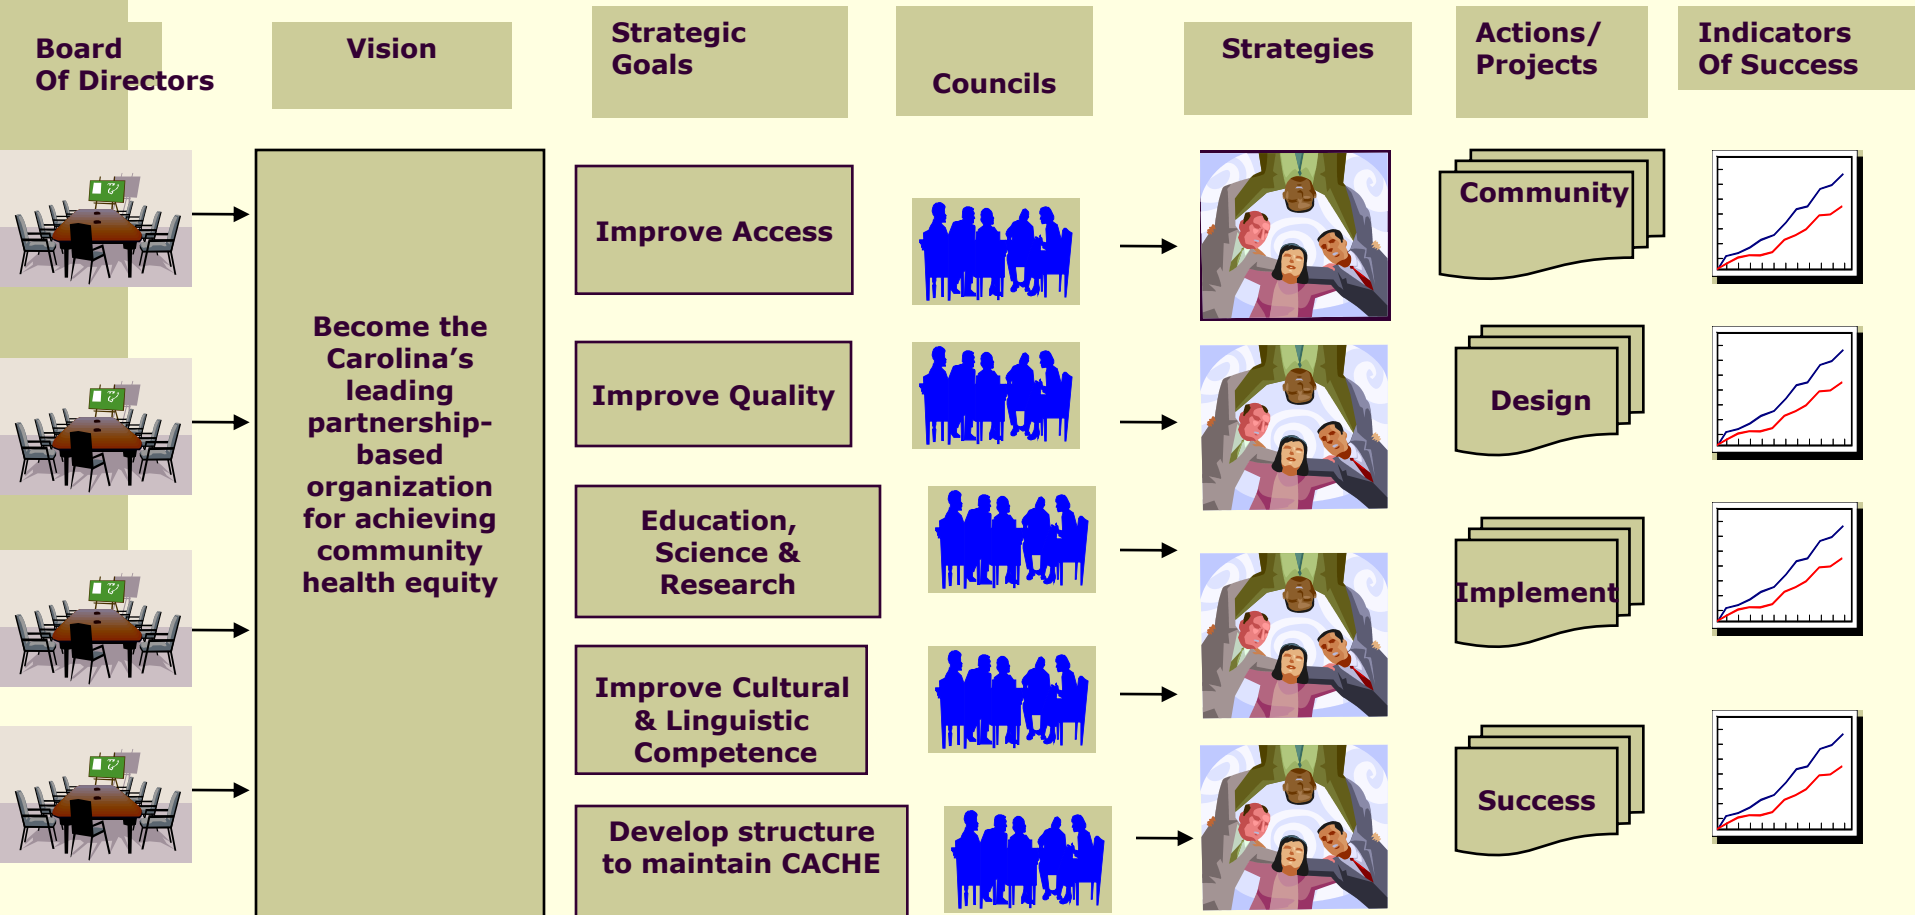 Board
Of Directors
Vision
Strategic
Goals
Councils
Strategies
Actions/
Projects
Indicators
Of Success
Become the
Carolina’s
leading
partnership-
based
organization
for achieving
community
health equity
Improve Access
Improve Quality
Education,
Science &
Research
Improve Cultural
& Linguistic
Competence
Develop structure
to maintain CACHE
Community
Design
Implement
Success